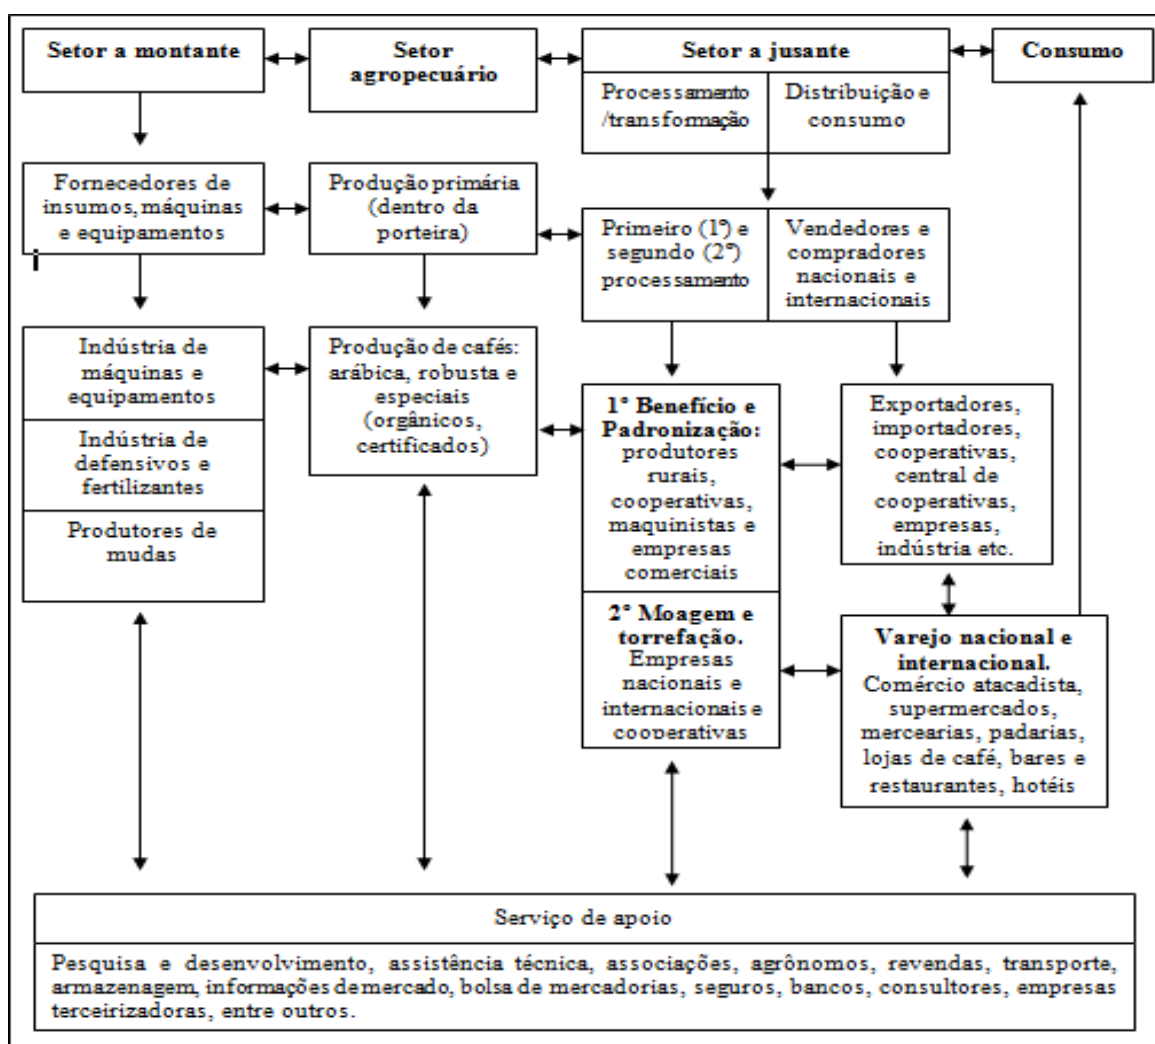 Setor a montante
Setor
agropecuário
Setor a jusante
Consumo
Processamento
/transformação
Distribuição e
consumo
Fornecedores de
insumos, máquinas
e equipamentos
Produção primária
(dentro da
porteira)
Primeiro (1º) e
segundo (2º)
processamento
Vendedores e
compradores
nacionais e
internacionais
i
Indústria de
máquinas e
equipamentos
Indústria de
defensivos e
fertilizantes
Produtores de
mudas
Produção de cafés:
arábica, robusta e
especiais
(orgânicos,
certificados)
1º Benefício e
Padronização:
produtores
rurais,
cooperativas,
maquinistas e
empresas
comerciais
2º Moagem e
torrefação.
Empresas
nacionais e
internacionais e
cooperativas
Exportadores,
importadores,
cooperativas,
central de
cooperativas,
empresas,
indústria etc.
Varejo nacional e
internacional.
Comércio atacadista,
supermercados,
mercearias, padarias,
lojas de café, bares e
restaurantes, hotéis
Serviço de apoio
Pesquisa e desenvolvimento, assistência técnica, associações, agrônomos, revendas, transporte,
armazenagem, informações de mercado, bolsa de mercadorias, seguros, bancos, consultores, empresas
terceirizadoras, entre outros.